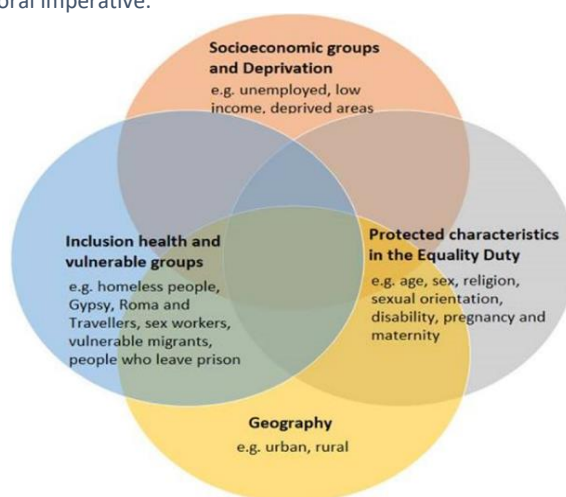 oral imperative.
Socioeconomic groups
and Deprivation
e.g. unemployed, low
income, deprived areas
Inclusion health and
vulnerable groups
e.g. homeless people,
Gypsy, Roma and
Travellers, sex workers,
vulnerable migrants,
people who leave prison
Protected characteristics
in the Equality Duty
e.g. age, sex, religion,
sexual orientation,
disability, pregnancy and
maternity
Geography
e.g. urban, rural